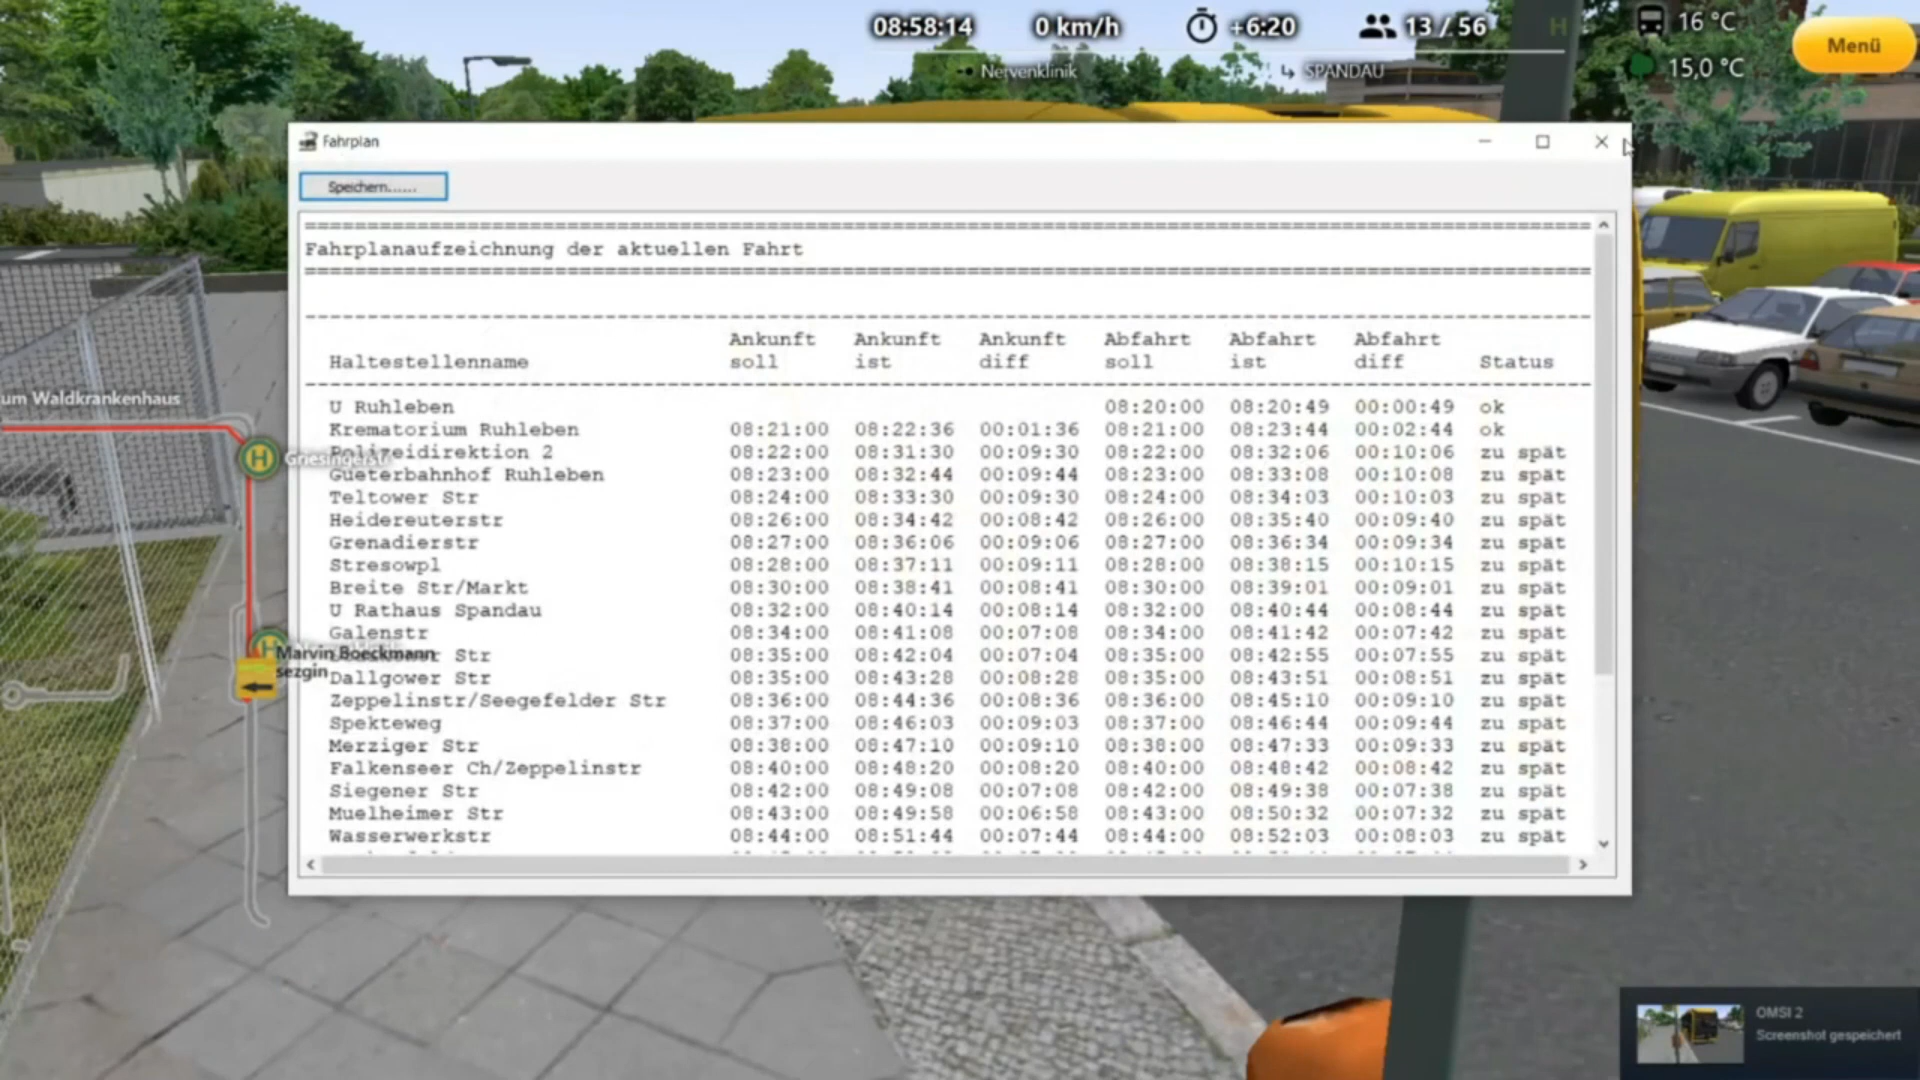 08:58:14 0 km/h +6:20 13 / 56 H 16 °C
Nervenklinik SPANDAU 15,0 °C
Menü
Fahrplan
Speichern......
Fahrplanaufzeichnung der aktuellen Fahrt
Ankunft Ankunft Ankunft Abfahrt Abfahrt Abfahrt
Haltestellenname soll ist diff soll ist diff Status
U Ruhleben 08:20:00 08:20:49 00:00:49 ok
Krematorium Ruhleben 08:21:00 08:22:36 00:01:36 08:21:00 08:23:44 00:02:44 ok
Polizeidirektion 2 08:22:00 08:31:30 00:09:30 08:22:00 08:32:06 00:10:06 zu spät
Gueterbahnhof Ruhleben 08:23:00 08:32:44 00:09:44 08:23:00 08:33:08 00:10:08 zu spät
Teltower Str 08:24:00 08:33:30 00:09:30 08:24:00 08:34:03 00:10:03 zu spät
Heidereuterstr 08:26:00 08:34:42 00:08:42 08:26:00 08:35:40 00:09:40 zu spät
Grenadierstr 08:27:00 08:36:06 00:09:06 08:27:00 08:36:34 00:09:34 zu spät
Stresowpl 08:28:00 08:37:11 00:09:11 08:28:00 08:38:15 00:10:15 zu spät
Breite Str/Markt 08:30:00 08:38:41 00:08:41 08:30:00 08:39:01 00:09:01 zu spät
U Rathaus Spandau 08:32:00 08:40:14 00:08:14 08:32:00 08:40:44 00:08:44 zu spät
Galenstr 08:34:00 08:41:08 00:07:08 08:34:00 08:41:42 00:07:42 zu spät
Str 08:35:00 08:42:04 00:07:04 08:35:00 08:42:55 00:07:55 zu spät
Dallgower Str 08:35:00 08:43:28 00:08:28 08:35:00 08:43:51 00:08:51 zu spät
Zeppelinstr/Seegefelder Str 08:36:00 08:44:36 00:08:36 08:36:00 08:45:10 00:09:10 zu spät
Spekteweg 08:37:00 08:46:03 00:09:03 08:37:00 08:46:44 00:09:44 zu spät
Merziger Str 08:38:00 08:47:10 00:09:10 08:38:00 08:47:33 00:09:33 zu spät
Falkenseer Ch/Zeppelinstr 08:40:00 08:48:20 00:08:20 08:40:00 08:48:42 00:08:42 zu spät
Siegener Str 08:42:00 08:49:08 00:07:08 08:42:00 08:49:38 00:07:38 zu spät
Muelheimer Str 08:43:00 08:49:58 00:06:58 08:43:00 08:50:32 00:07:32 zu spät
Wasserwerkstr 08:44:00 08:51:44 00:07:44 08:44:00 08:52:03 00:08:03 zu spät
um Waldkrankenhaus
H Griesingerstr
H
Marvin Boeckmann
sezgin
OMSI 2
Screenshot gespeichert